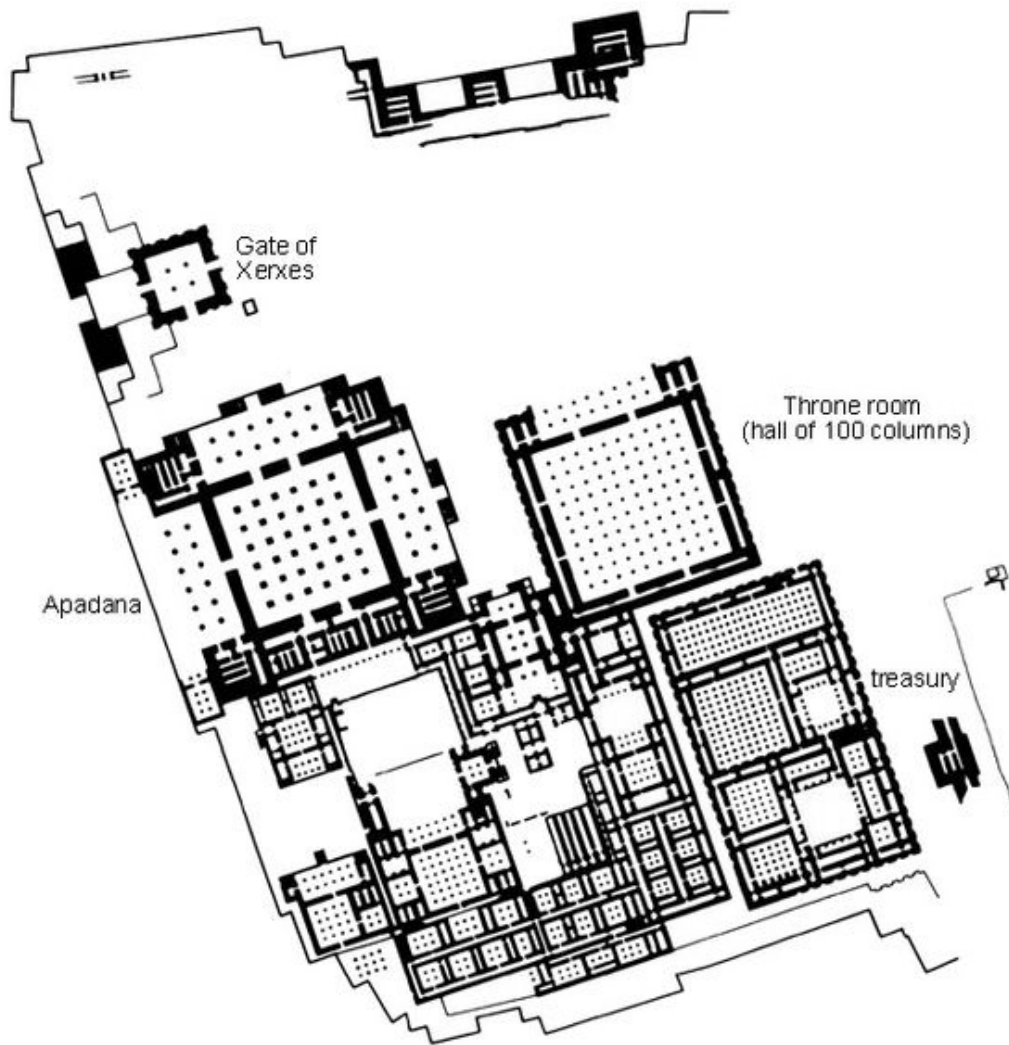 Gate of
Xerxes
Throne room
(hall of 100 columns)
Apadana
treasury